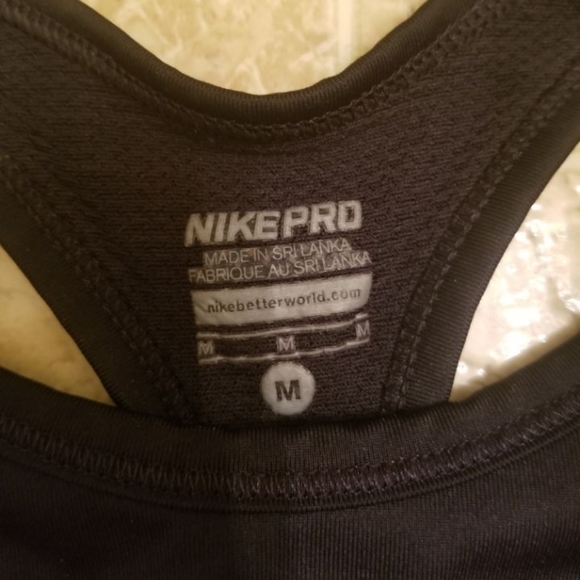 NIKEPRO
MADE IN SRI LANKA
FABRIQUE AU SRI LANKA
nikebetterworld.com
M M M
M